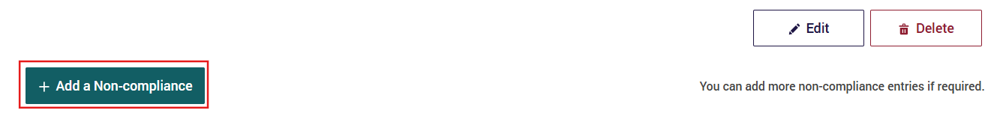 Edit
Delete
+ Add a Non-compliance
You can add more non-compliance entries if required.